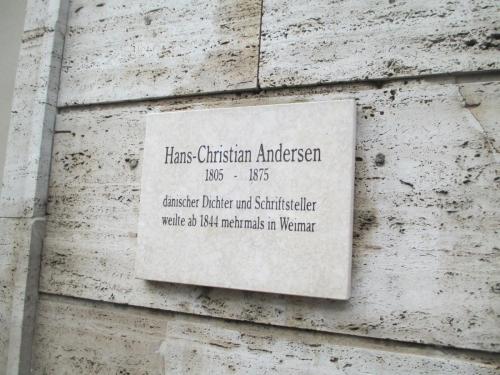 Hans-Christian Andersen
1805 - 1875
dänischer Dichter und Schriftsteller
weilte ab 1844 mehrmals in Weimar